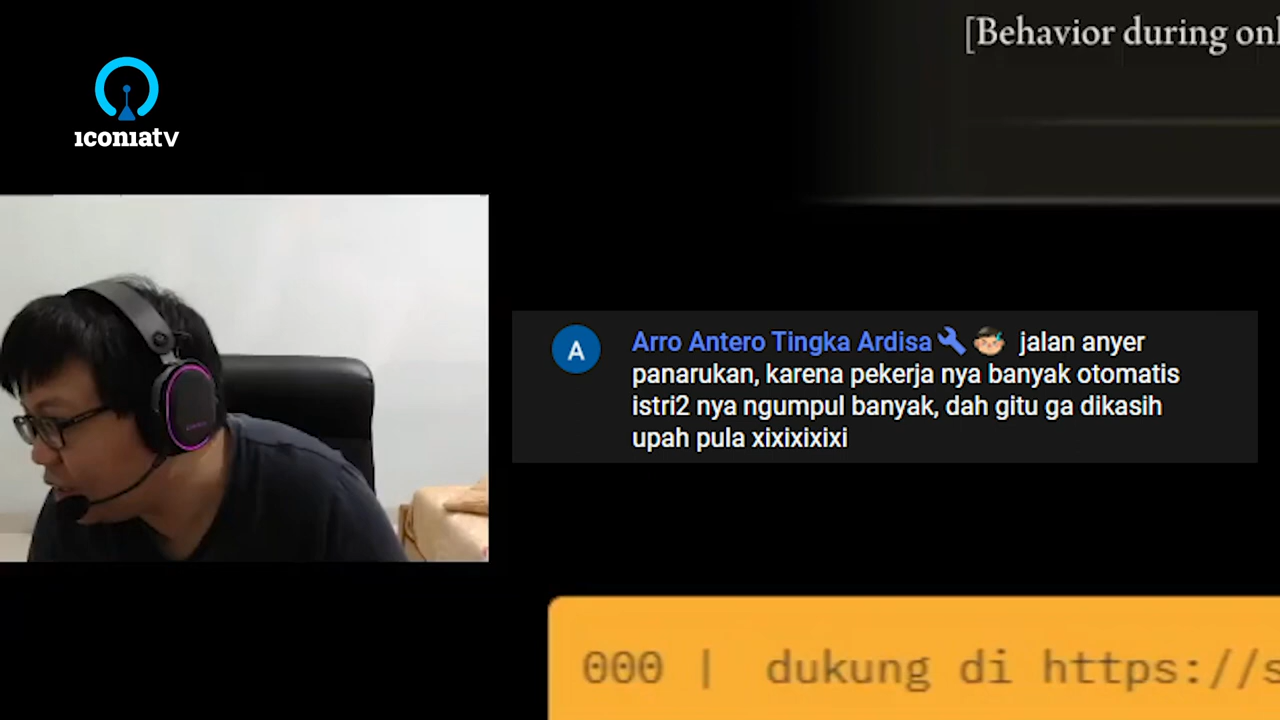 [Behavior during onl
ıconıatv
Arro Antero Tingka Ardisa jalan anyer
panarukan, karena pekerja nya banyak otomatis
istri2 nya ngumpul banyak, dah gitu ga dikasih
upah pula xixixixixi
A
000 | dukung di https://s